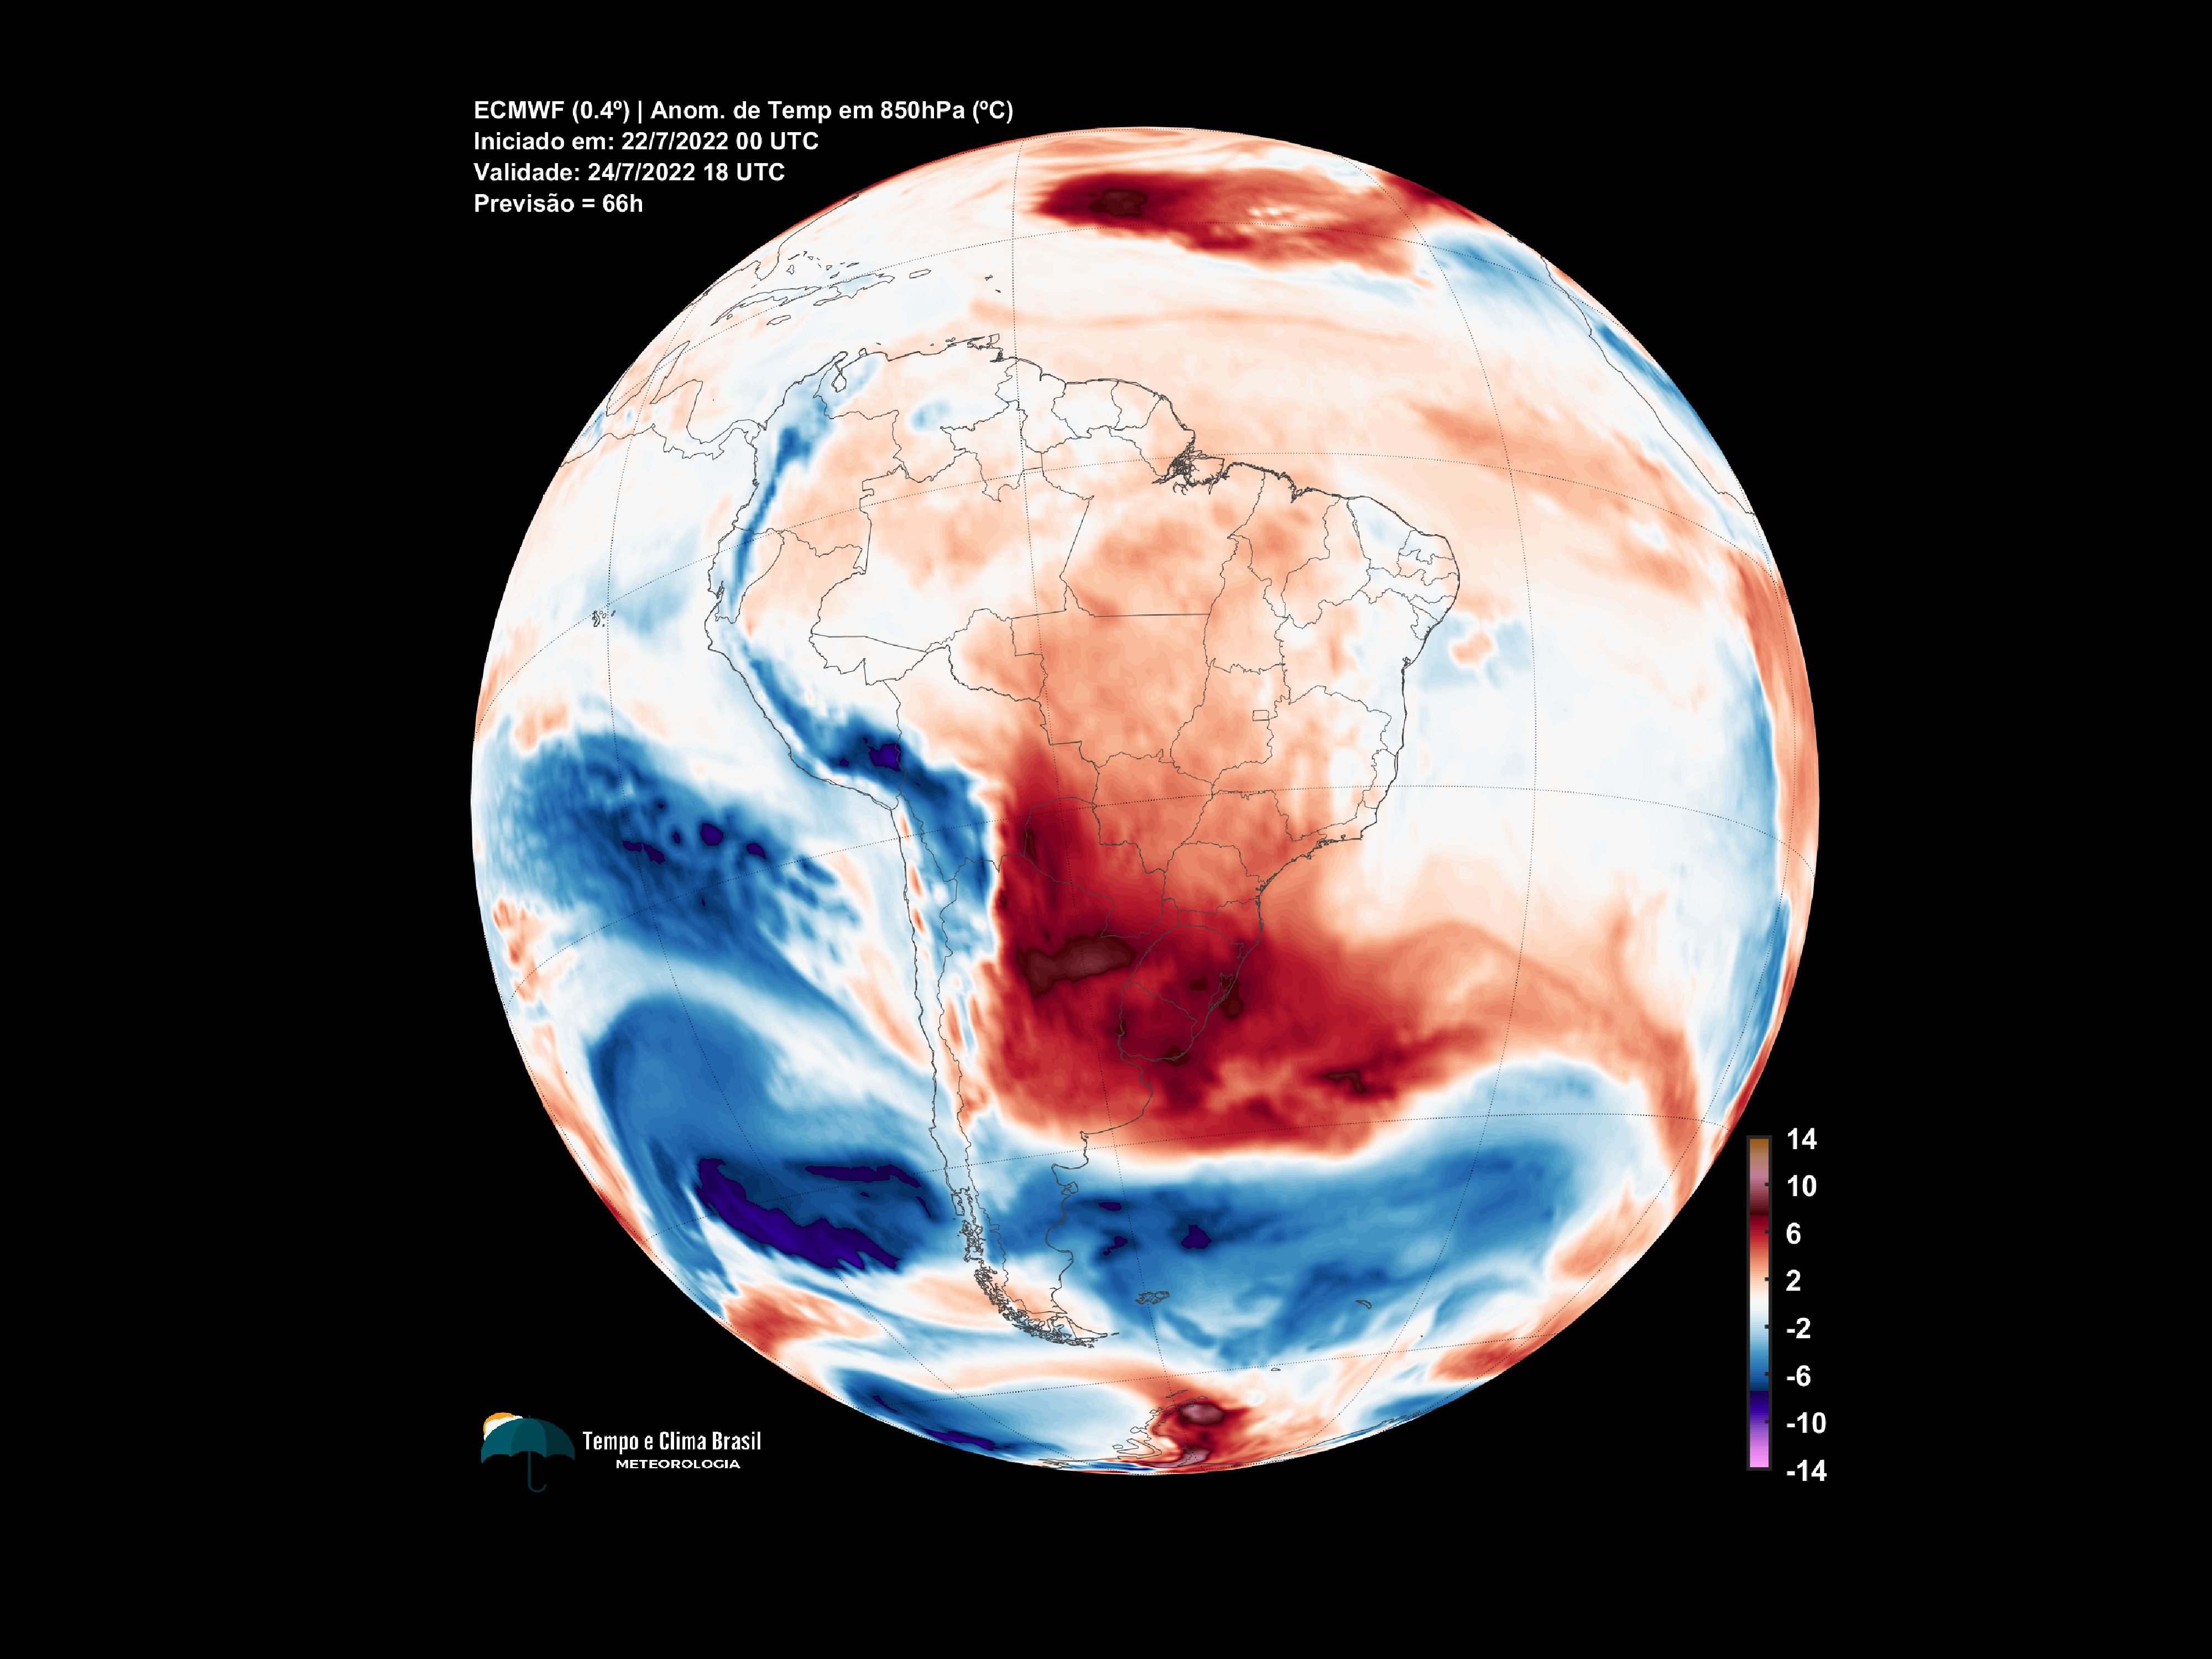 ECMWF (0.4º) | Anom. de Temp em 850hPa (ºC)
Iniciado em: 22/7/2022 00 UTC
Validade: 24/7/2022 18 UTC
Previsão = 66h
14
10
6
2
-2
-6
-10
-14
Tempo e Clima Brasil
METEOROLOGIA